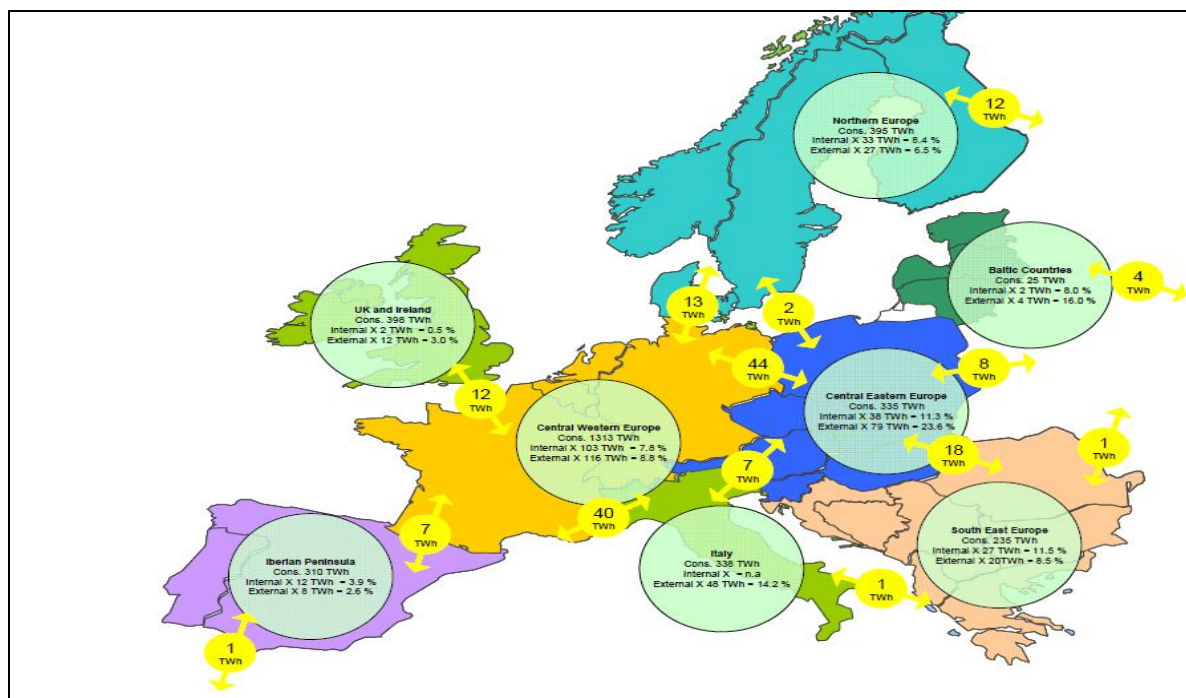 12
TWh
Northern Europe
Cons. 395 TWh
Internal X 33 TWh = 8.4 %
External X 27 TWh = 6.5 %
Baltic Countries
Cons. 25 TWh
Internal X 2 TWh = 8.0 %
External X 4 TWh = 16.0 %
4
TWh
UK and Ireland
Cons. 398 TWh
Internal X 2 TWh = 0.5 %
External X 12 TWh = 3.0 %
13
TWh
2
TWh
44
TWh
8
TWh
12
TWh
Central Western Europe
Cons. 1313 TWh
Internal X 103 TWh = 7.8 %
External X 116 TWh = 8.8 %
Central Eastern Europe
Cons. 335 TWh
Internal X 38 TWh = 11.3 %
External X 79 TWh = 23.6 %
18
TWh
1
TWh
7
TWh
40
TWh
7
TWh
Iberian Peninsula
Cons. 310 TWh
Internal X 12 TWh = 3.9 %
External X 8 TWh = 2.6 %
Italy
Cons. 338 TWh
Internal X = n.a
External X 48 TWh = 14.2 %
South East Europe
Cons. 235 TWh
Internal X 27 TWh = 11.5 %
External X 20TWh = 8.5 %
1
TWh
1
TWh